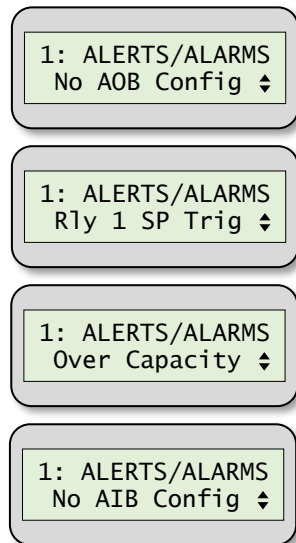 1: ALERTS/ALARMS
No AOB Config ♦
1: ALERTS/ALARMS
Rly 1 SP Trig ♦
1: ALERTS/ALARMS
Over Capacity ♦
1: ALERTS/ALARMS
No AIB Config ♦